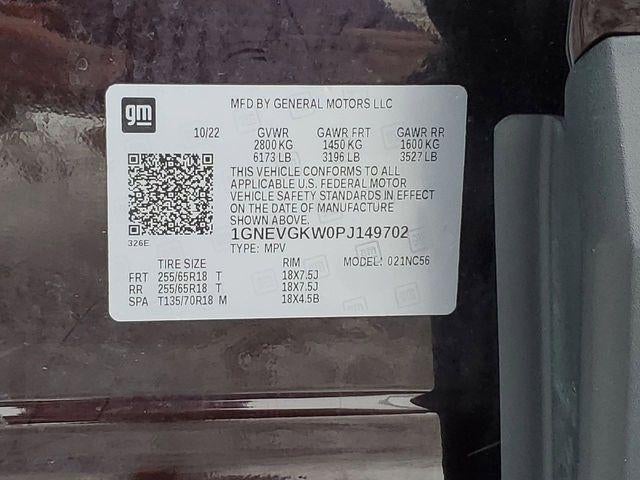 gm
MFD BY GENERAL MOTORS LLC
10/22 GVWR GAWR FRT GAWR RR
2800 KG 1450 KG 1600 KG
6173 LB 3196 LB 3527 LB
THIS VEHICLE CONFORMS TO ALL
APPLICABLE U.S. FEDERAL MOTOR
VEHICLE SAFETY STANDARDS IN EFFECT
ON THE DATE OF MANUFACTURE
SHOWN ABOVE.
326E
1GNEVGKW0PJ149702
TYPE: MPV
TIRE SIZE RIM MODEL: 021NC56
FRT 255/65R18 T 18X7.5J
RR 255/65R18 T 18X7.5J
SPA T135/70R18 M 18X4.5B